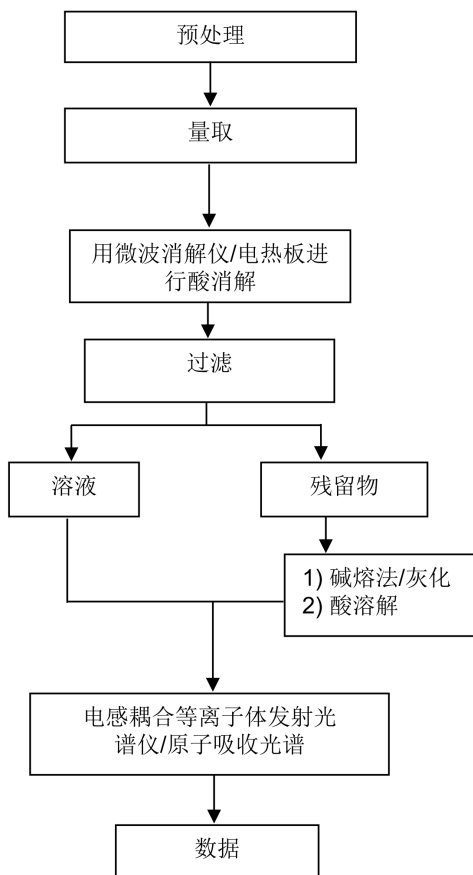 预处理
量取
用微波消解仪/电热板进
行酸消解
过滤
溶液
残留物
1) 碱熔法/灰化
2) 酸溶解
电感耦合等离子体发射光
谱仪/原子吸收光谱
数据